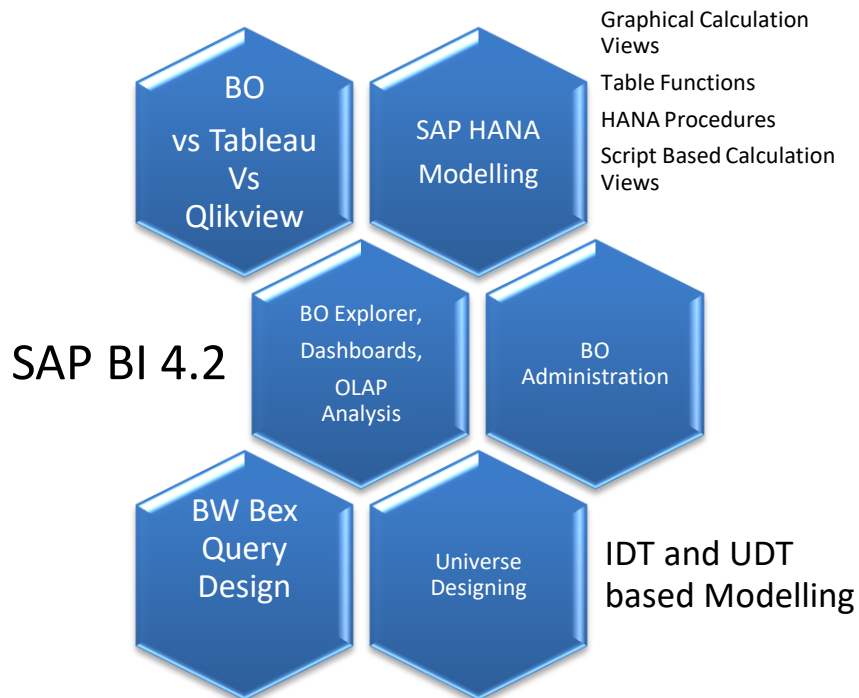 BO
vs Tableau
Vs
Qlikview
SAP HANA
Modelling
Graphical Calculation
Views
Table Functions
HANA Procedures
Script Based Calculation
Views
SAP BI 4.2
BO Explorer,
Dashboards,
OLAP
Analysis
BO
Administration
BW Bex
Query
Design
Universe
Designing
IDT and UDT
based Modelling